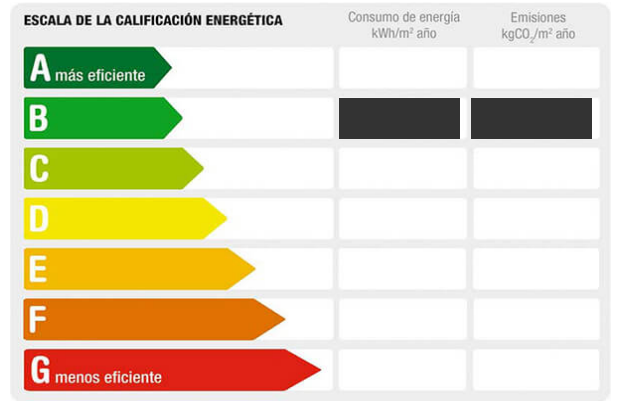 ESCALA DE LA CALIFICACIÓN ENERGÉTICA
Consumo de energía
kWh/m² año
Emisiones
kgCO₂/m² año
A más eficiente
B
C
D
E
F
G menos eficiente